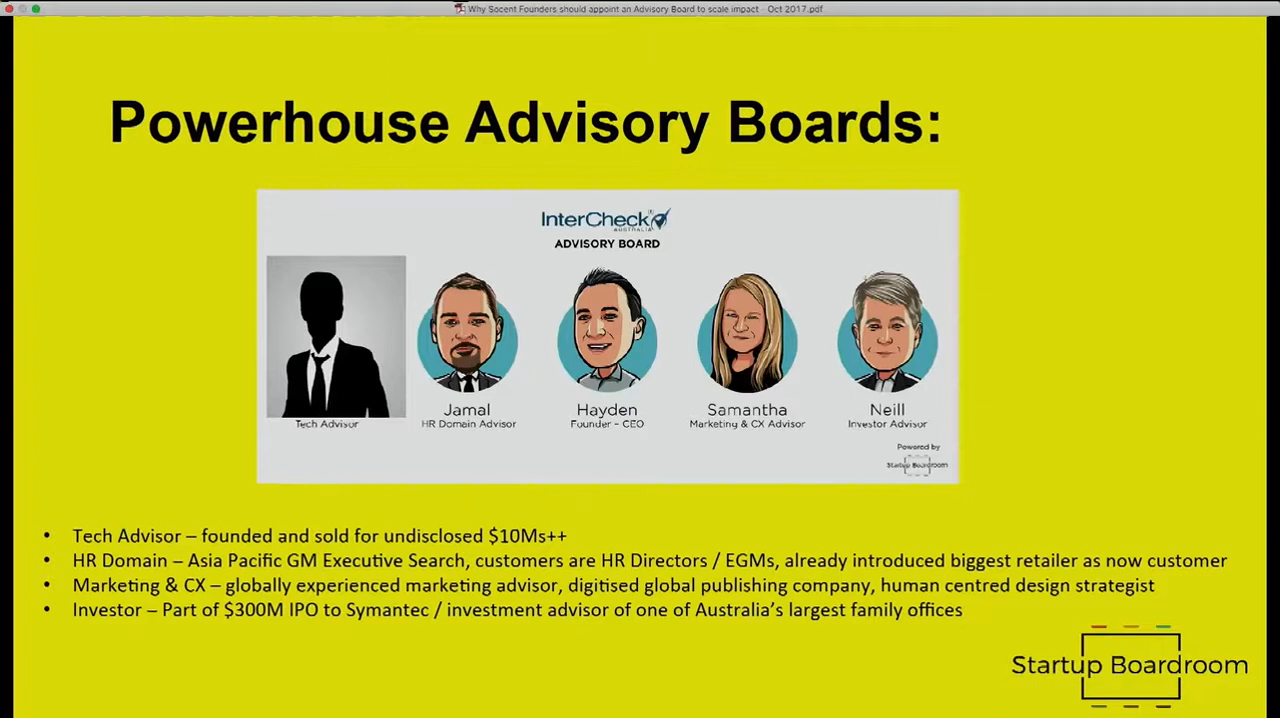 Why Socent Founders should appoint an Advisory Board to scale impact - Oct 2017.pdf
Powerhouse Advisory Boards:
InterCheck
AUSTRALIA
ADVISORY BOARD
Tech Advisor
Jamal
HR Domain Advisor
Hayden
Founder – CEO
Samantha
Marketing & CX Advisor
Neill
Investor Advisor
Powered by
Startup Boardroom
• Tech Advisor – founded and sold for undisclosed $10Ms++
• HR Domain – Asia Pacific GM Executive Search, customers are HR Directors / EGMs, already introduced biggest retailer as now customer
• Marketing & CX – globally experienced marketing advisor, digitised global publishing company, human centred design strategist
• Investor – Part of $300M IPO to Symantec / investment advisor of one of Australia's largest family offices
Startup Boardroom